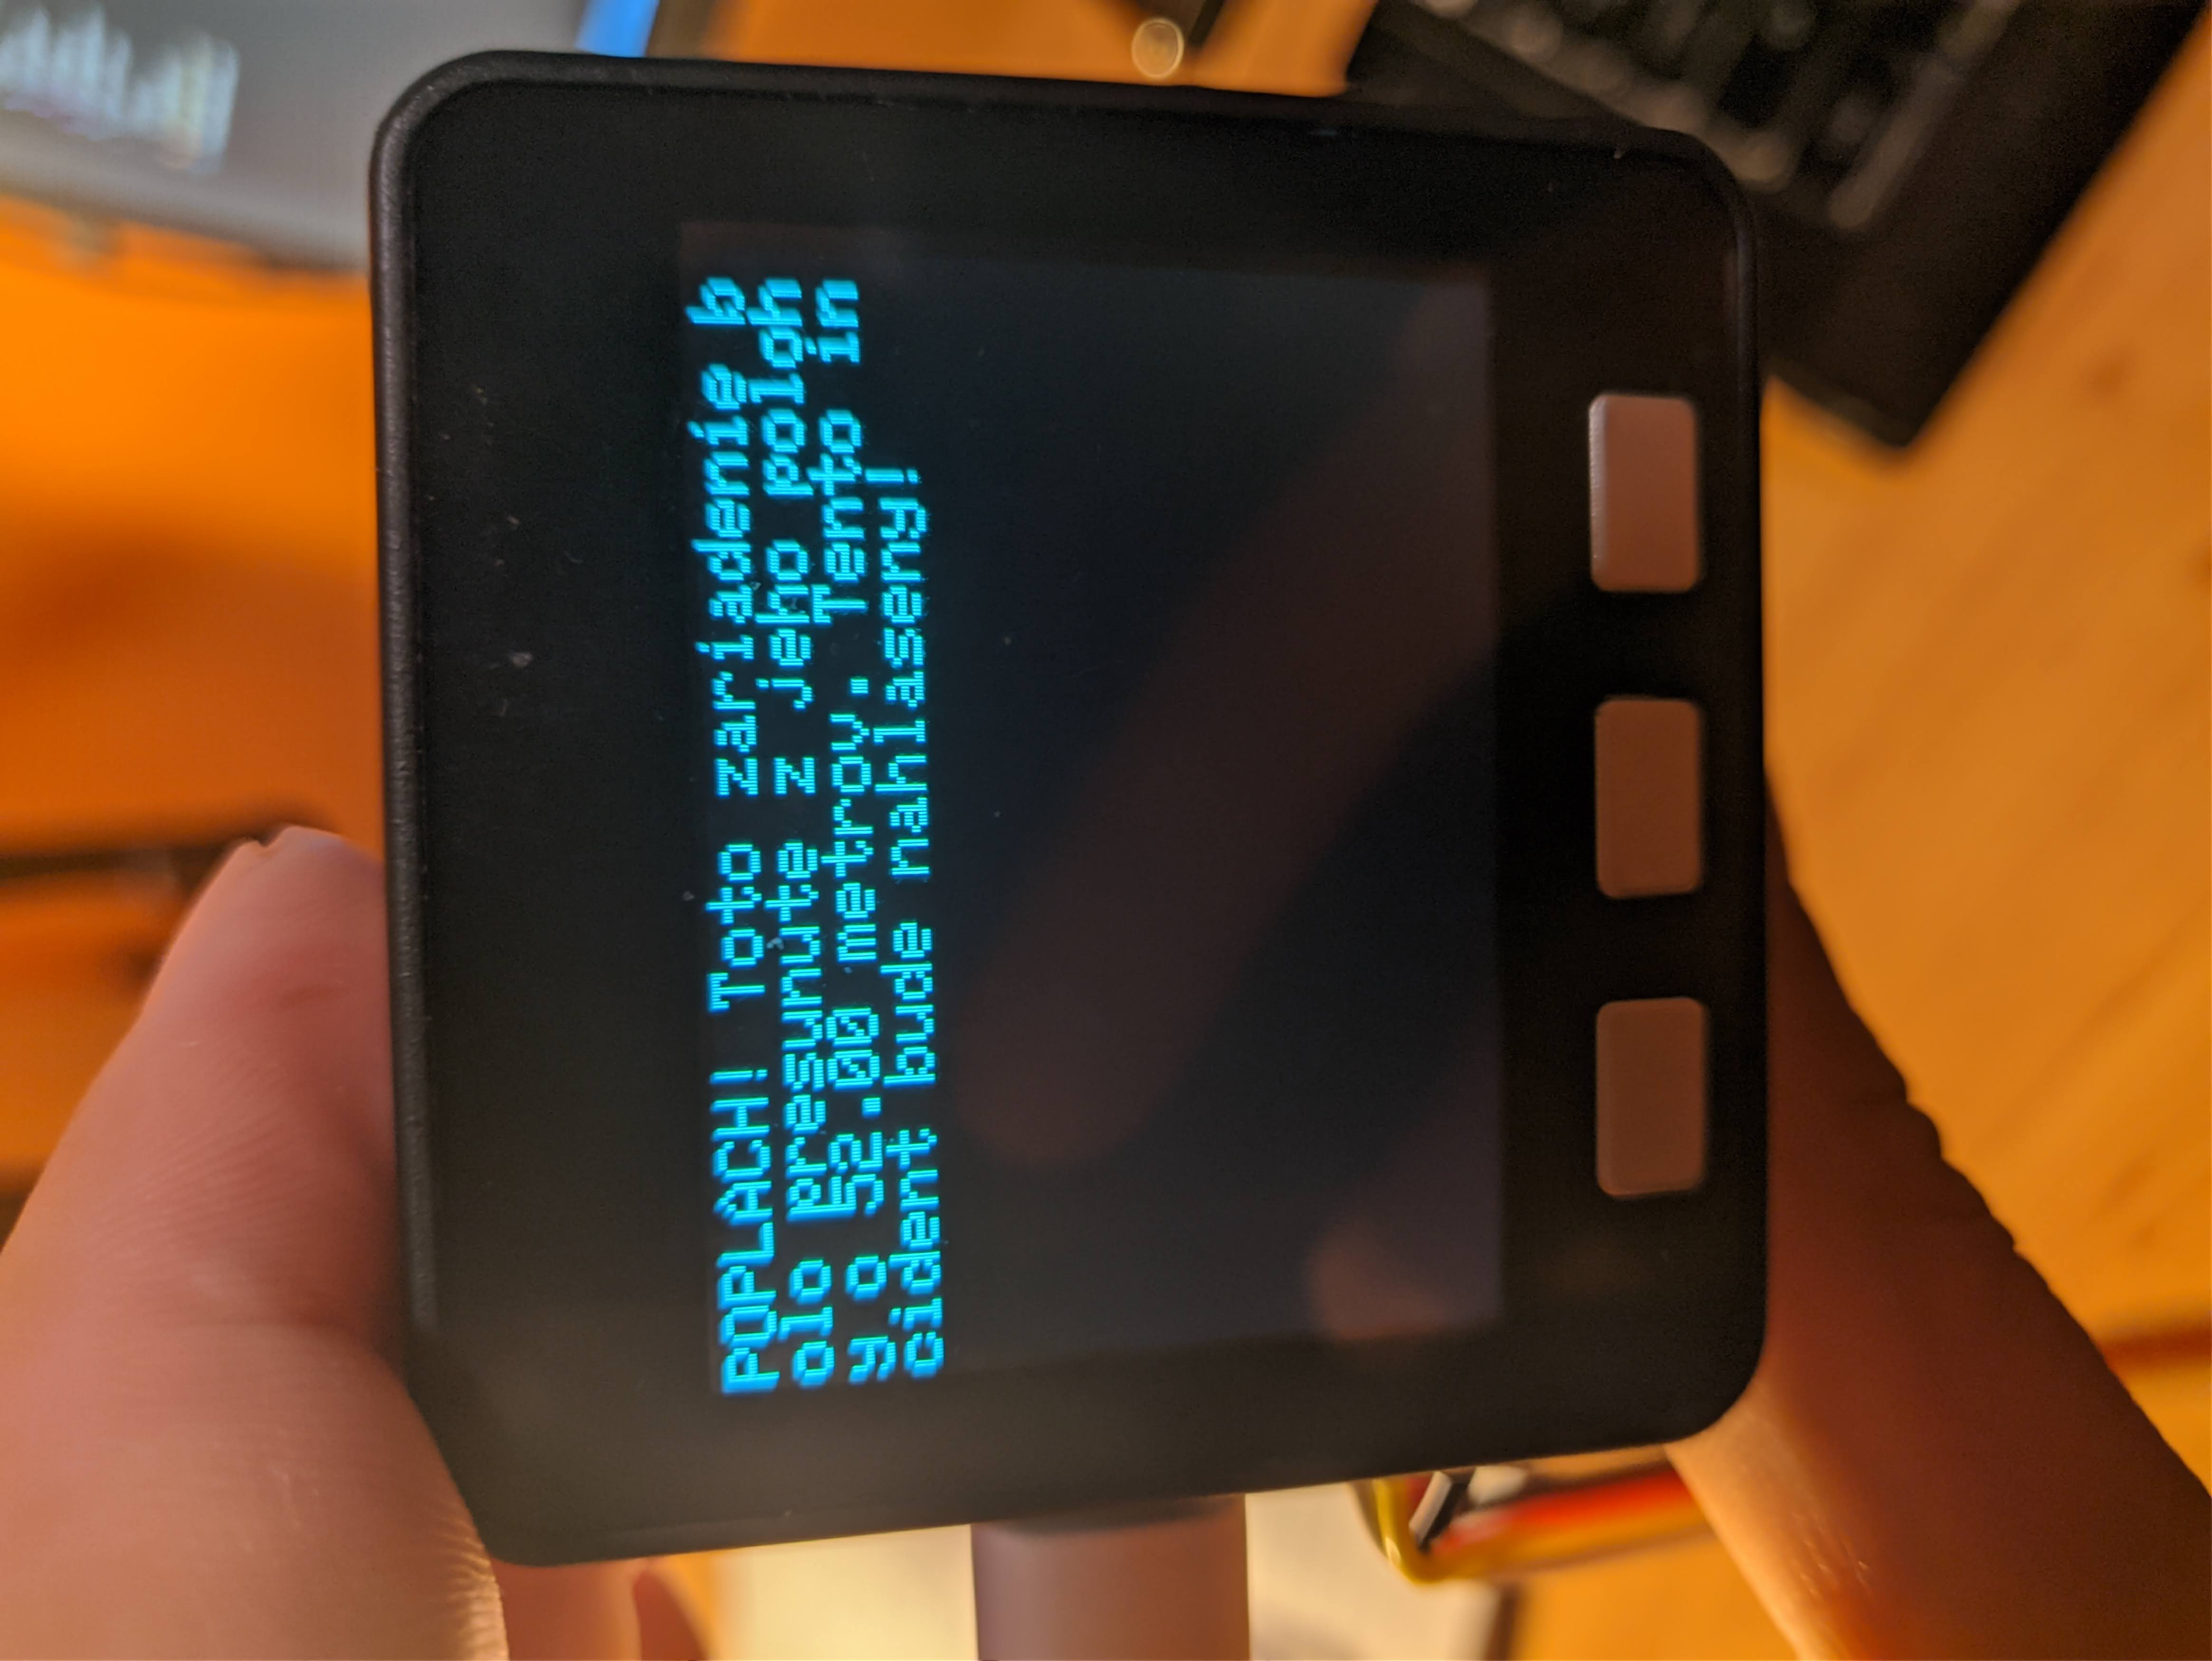 POPLACH! Toto zariadenie b
olo presunute z jeho poloh
y o 52.00 metrov. Tento in
cident bude nahlaseny!